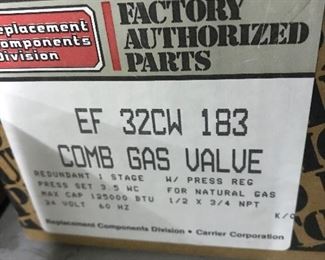 Replacement
Components
Division
FACTORY
AUTHORIZED
PARTS
EF 32CW 183
COMB GAS VALVE
REDUNDANT 1 STAGE W/ PRESS REG
PRESS SET 3.5 WC FOR NATURAL GAS
MAX CAP 125000 BTU 1/2 X 3/4 NPT
24 VOLT 60 HZ K/O
Replacement Components Division • Carrier Corporation